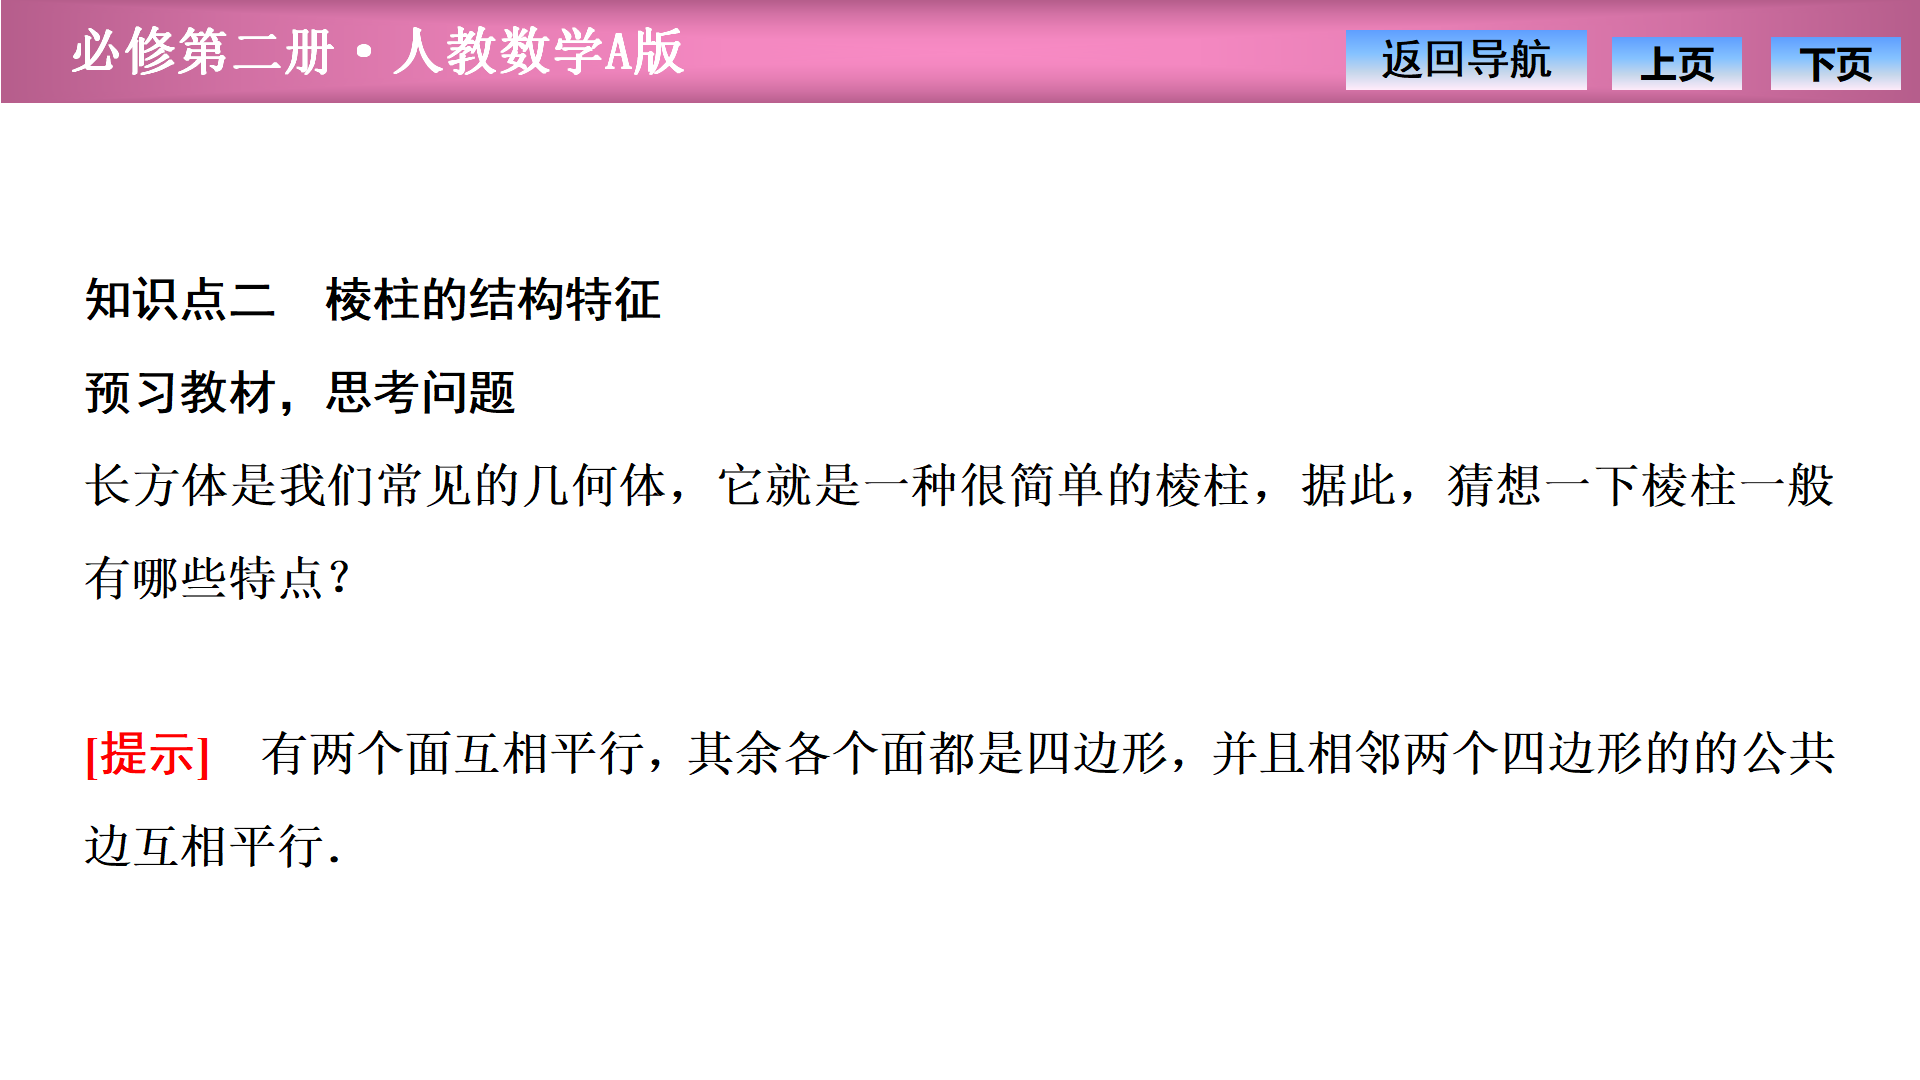 必修第二册·人教数学A版
返回导航 上页 下页
知识点二　棱柱的结构特征
预习教材，思考问题
长方体是我们常见的几何体，它就是一种很简单的棱柱，据此，猜想一下棱柱一般
有哪些特点？
[提示]　有两个面互相平行，其余各个面都是四边形，并且相邻两个四边形的的公共
边互相平行．